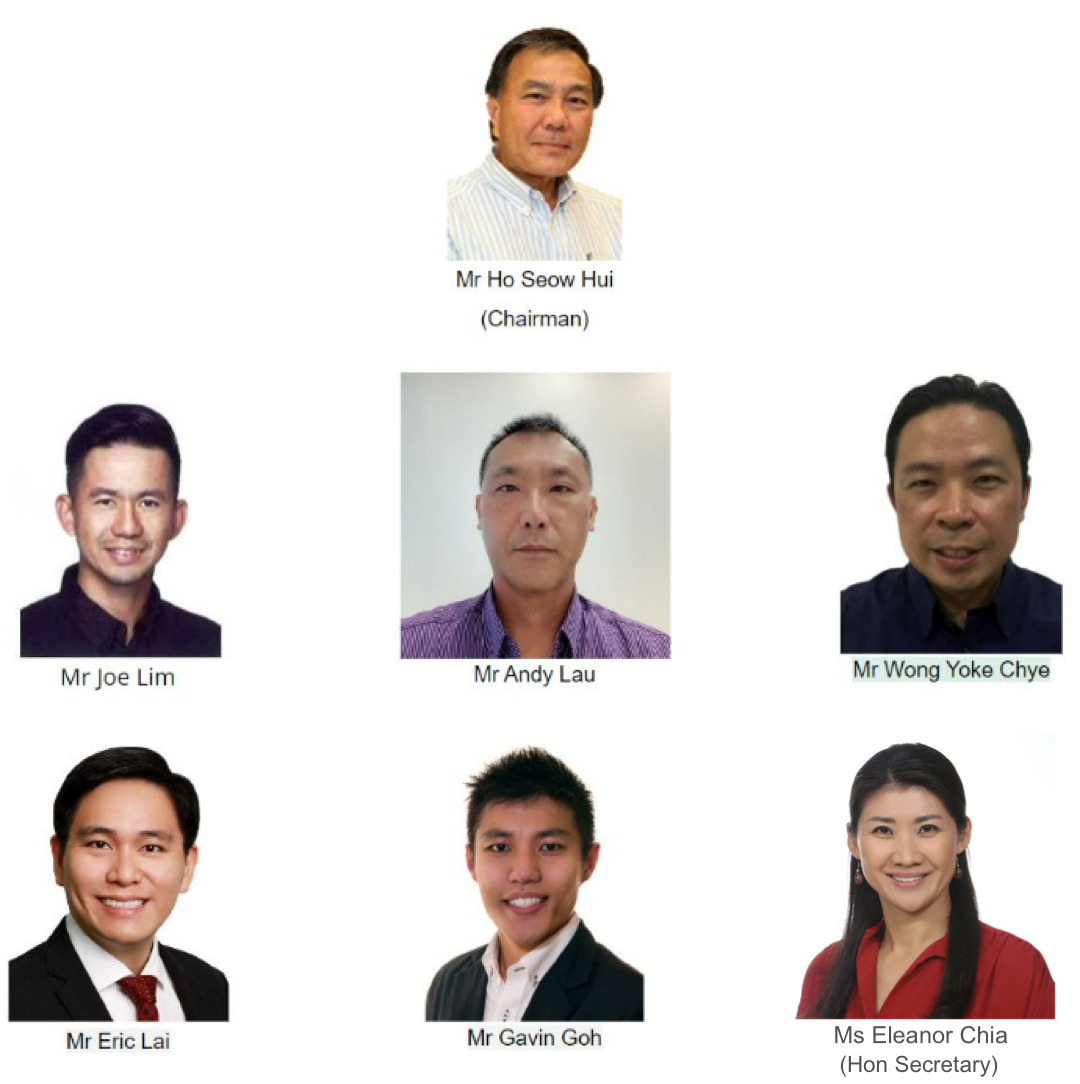 Mr Ho Seow Hui
(Chairman)
Mr Joe Lim
Mr Andy Lau
Mr Wong Yoke Chye
Mr Eric Lai
Mr Gavin Goh
Ms Eleanor Chia
(Hon Secretary)